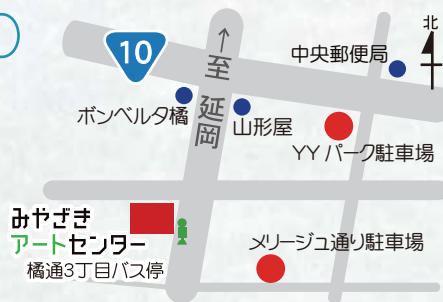 10
↑至 延岡
中央郵便局
北
ボンベルタ橘
山形屋
YYパーク駐車場
みやざき
アートセンター
橘通3丁目バス停
メリージュ通り駐車場